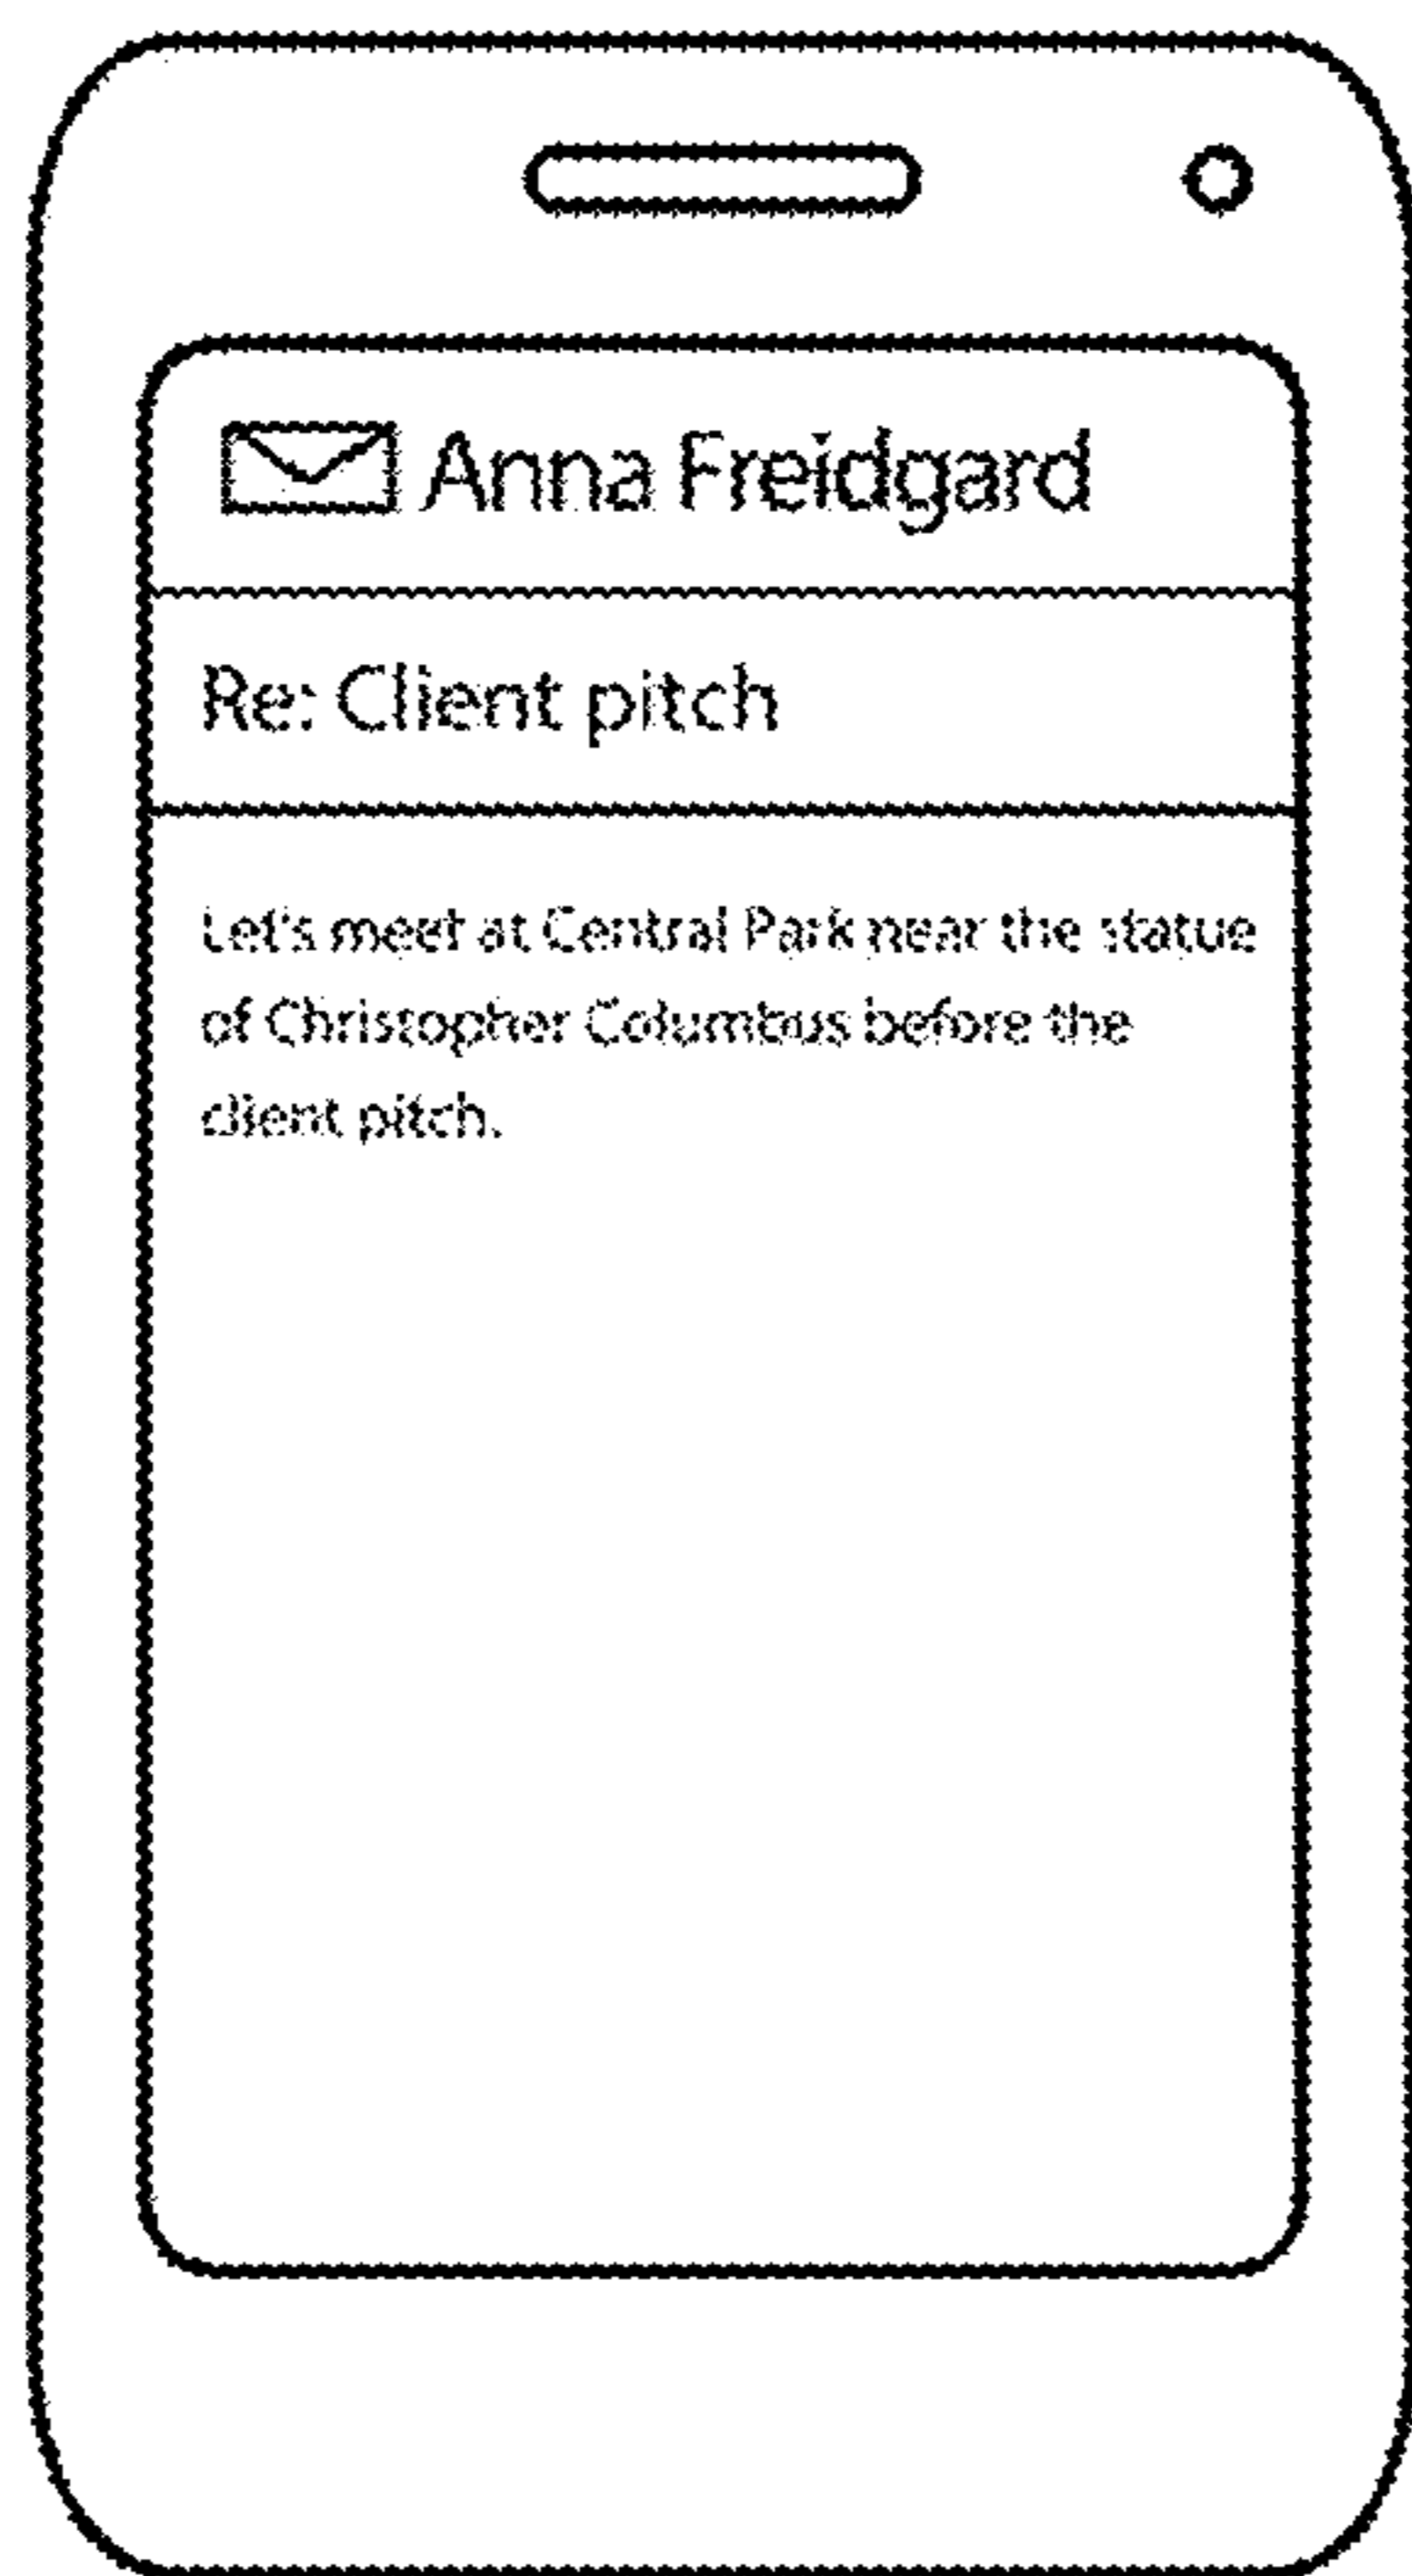 Anna Freidgard
Re: Client pitch
Let's meet at Central Park near the statue
of Christopher Columbus before the
client pitch.